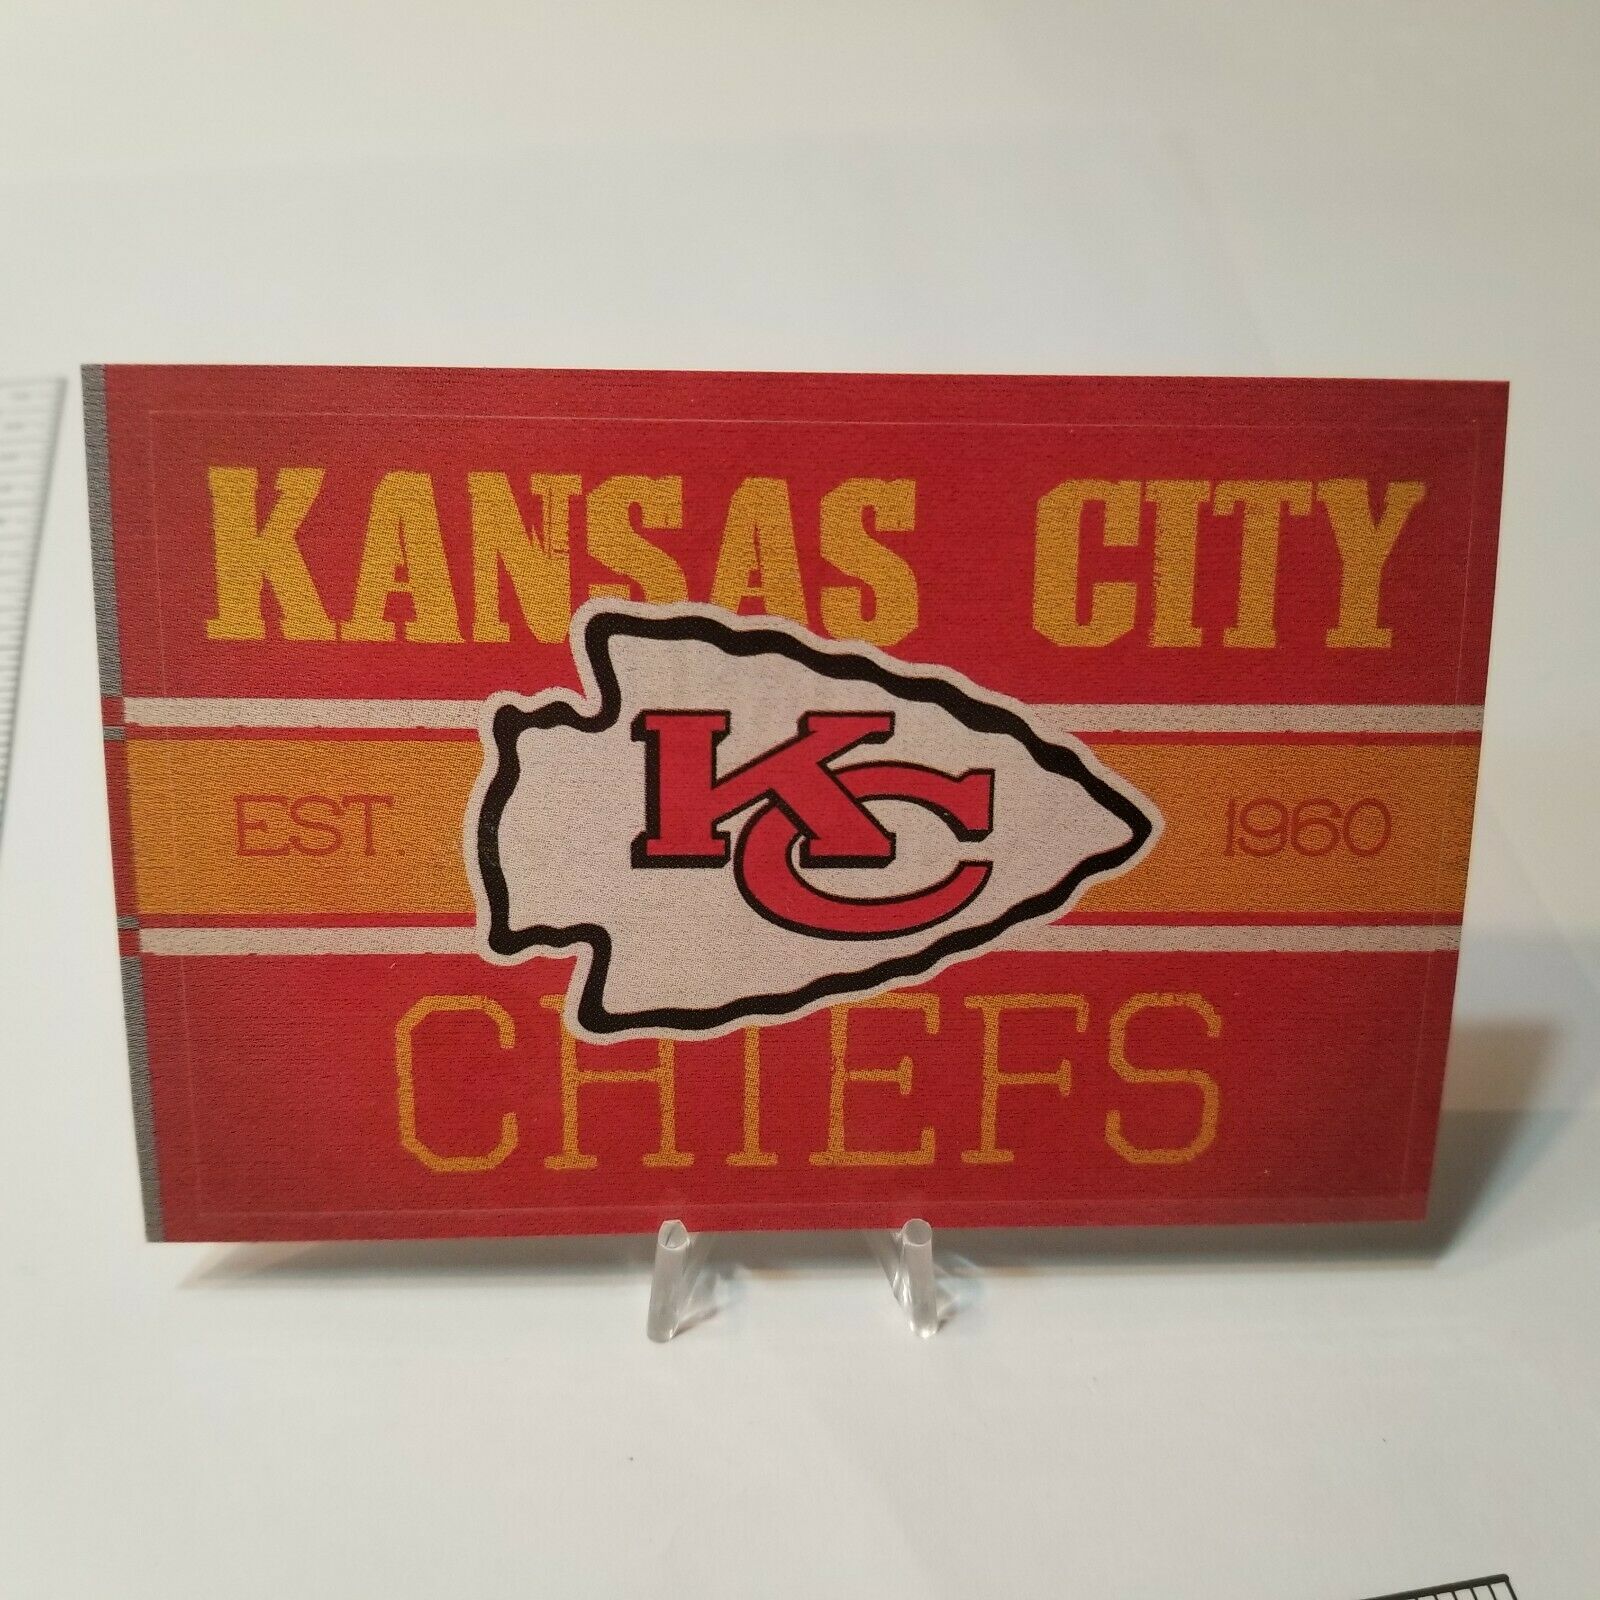 KANSAS CITY
EST. KC 1960
CHIEFS